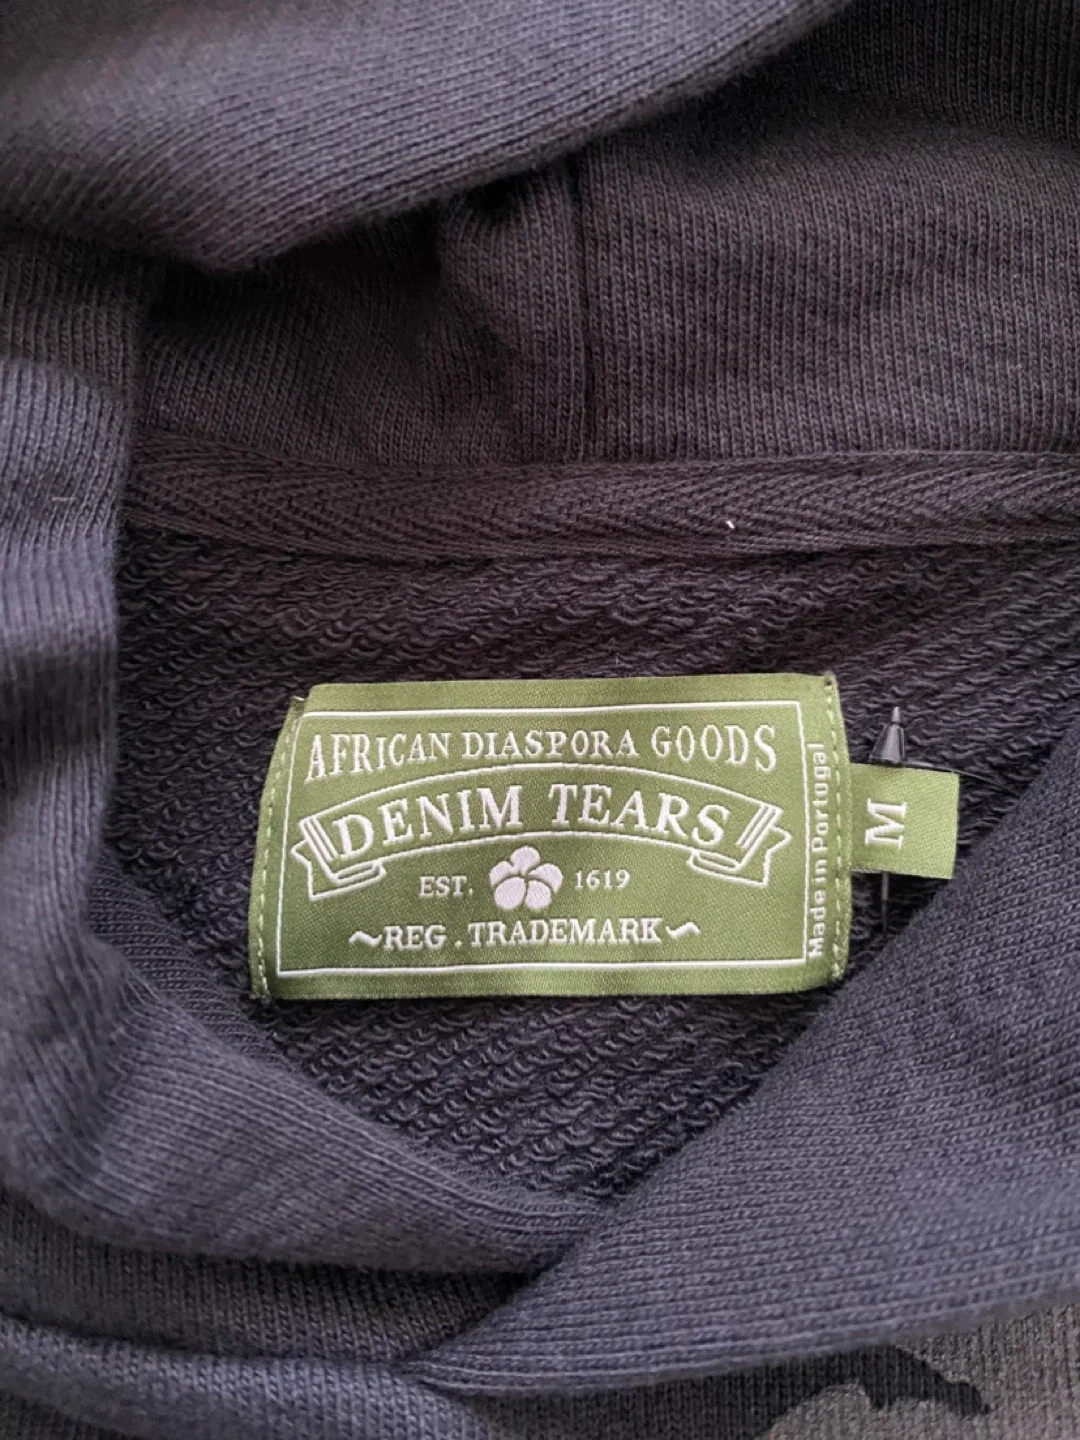 AFRICAN DIASPORA GOODS
DENIM TEARS
EST. 1619
~REG . TRADEMARK~
Made in Portugal
M